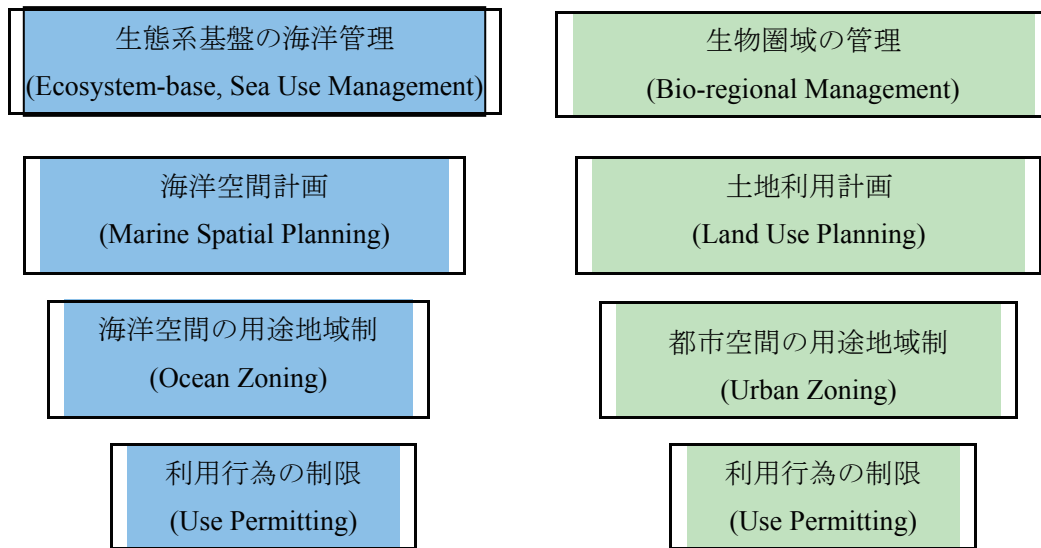 生態系基盤の海洋管理
(Ecosystem-base, Sea Use Management)
生物圏域の管理
(Bio-regional Management)
海洋空間計画
(Marine Spatial Planning)
土地利用計画
(Land Use Planning)
海洋空間の用途地域制
(Ocean Zoning)
都市空間の用途地域制
(Urban Zoning)
利用行為の制限
(Use Permitting)
利用行為の制限
(Use Permitting)